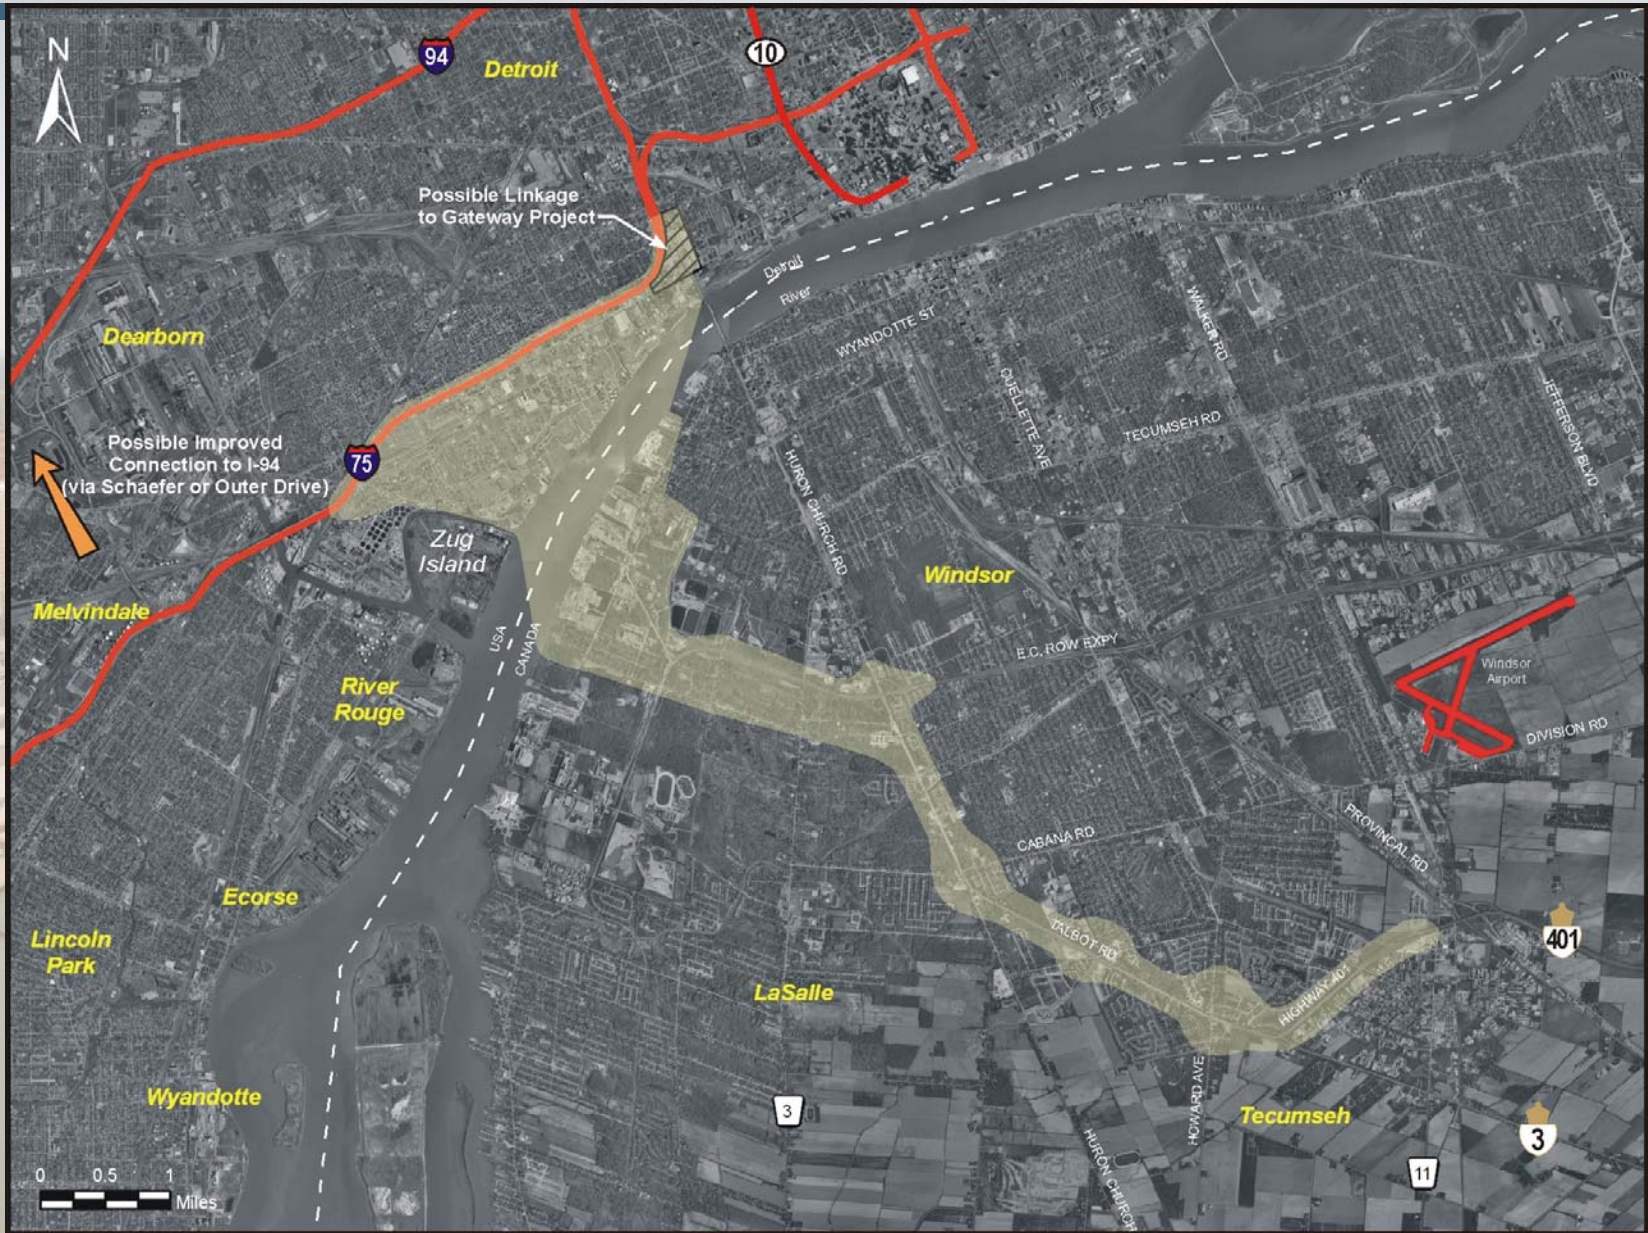 N
94
Detroit
10
Possible Linkage
to Gateway Project
Detroit
River
WYANDOTTE ST
WALKER RD
OUELLETTE AVE
TECUMSEH RD
JEFFERSON BLVD
Dearborn
Possible Improved
Connection to I-94
(via Schaefer or Outer Drive)
75
HURON CHURCH RD
Zug
Island
Windsor
Melvindale
USA
CANADA
E.C. ROW EXPY
Windsor
Airport
DIVISION RD
River
Rouge
CABANA RD
PROVINCAL RD
Ecorse
Lincoln
Park
TALBOT RD
401
HIGHWAY 401
LaSalle
Wyandotte
3
HOWARD AVE
Tecumseh
3
HURON CHURCH
11
0 0.5 1
Miles